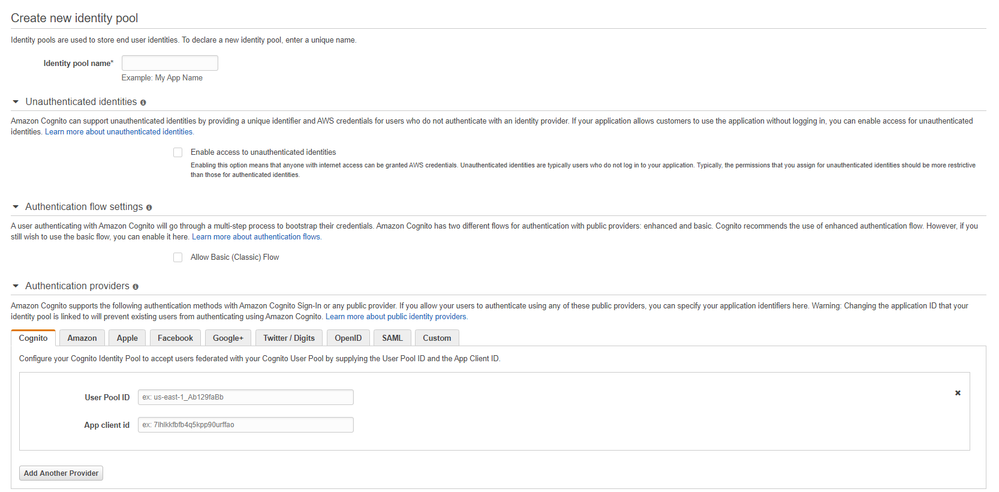 Create new identity pool
Identity pools are used to store end user identities. To declare a new identity pool, enter a unique name.
Identity pool name*
Example: My App Name
Unauthenticated identities
Amazon Cognito can support unauthenticated identities by providing a unique identifier and AWS credentials for users who do not authenticate with an identity provider. If your application allows customers to use the application without logging in, you can enable access for unauthenticated
identities. Learn more about unauthenticated identities.
Enable access to unauthenticated identities
Enabling this option means that anyone with internet access can be granted AWS credentials. Unauthenticated identities are typically users who do not log in to your application. Typically, the permissions that you assign for unauthenticated identities should be more restrictive
than those for authenticated identities.
Authentication flow settings
A user authenticating with Amazon Cognito will go through a multi-step process to bootstrap their credentials. Amazon Cognito has two different flows for authentication with public providers: enhanced and basic. Cognito recommends the use of enhanced authentication flow. However, if you
still wish to use the basic flow, you can enable it here. Learn more about authentication flows.
Allow Basic (Classic) Flow
Authentication providers
Amazon Cognito supports the following authentication methods with Amazon Cognito Sign-In or any public provider. If you allow your users to authenticate using any of these public providers, you can specify your application identifiers here. Warning: Changing the application ID that your
identity pool is linked to will prevent existing users from authenticating using Amazon Cognito. Learn more about public identity providers.
Cognito Amazon Apple Facebook Google+ Twitter / Digits OpenID SAML Custom
Configure your Cognito Identity Pool to accept users federated with your Cognito User Pool by supplying the User Pool ID and the App Client ID.
User Pool ID ex: us-east-1_Ab129faBb
App client id ex: 7lhlkkfbfb4q5kpp90urffao
Add Another Provider